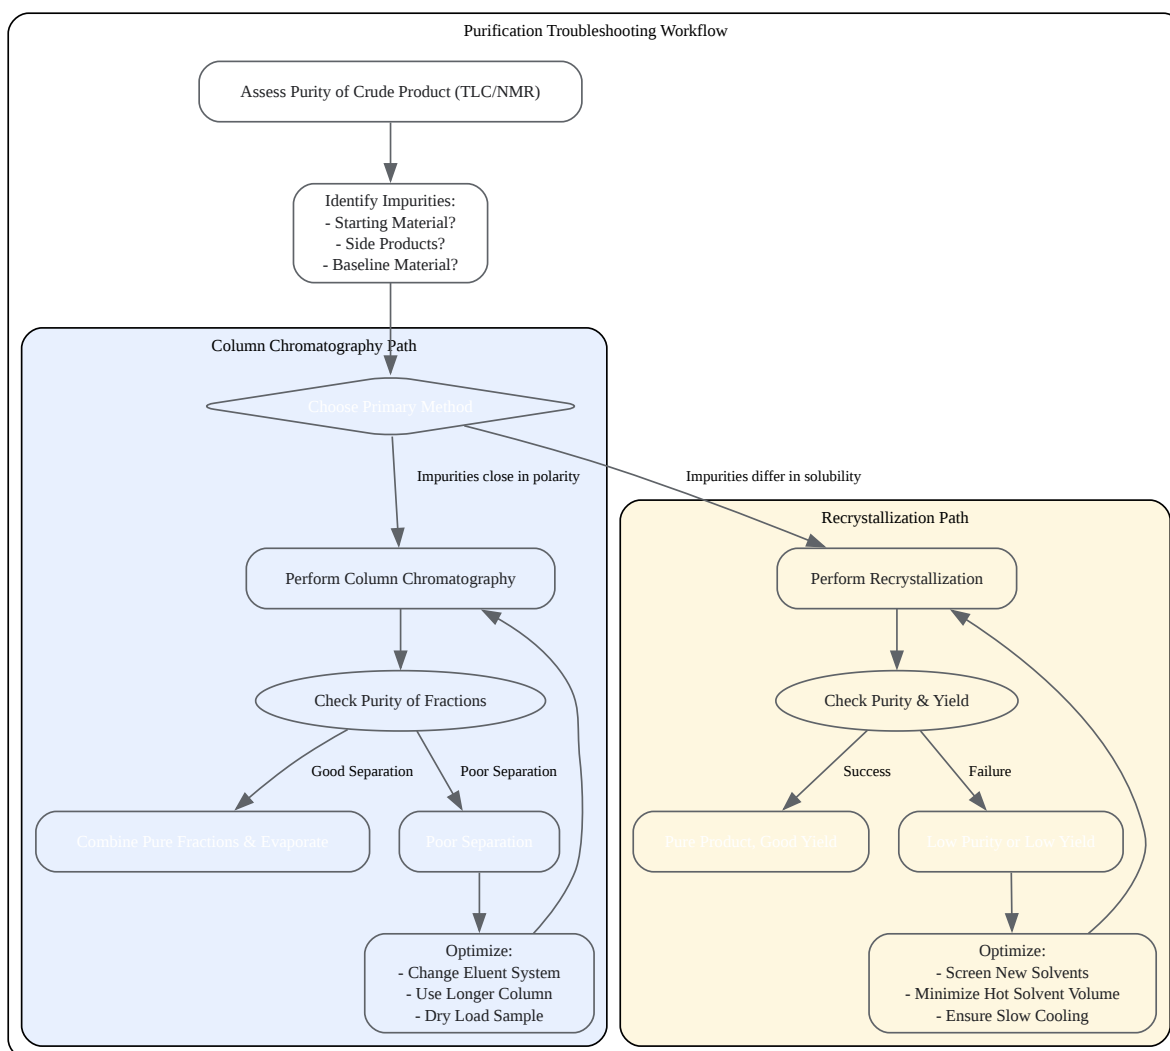 Purification Troubleshooting Workflow
Assess Purity of Crude Product (TLC/NMR)
Identify Impurities:
- Starting Material?
- Side Products?
- Baseline Material?
Column Chromatography Path
Choose Primary Method
Impurities close in polarity
Impurities differ in solubility
Recrystallization Path
Perform Column Chromatography
Perform Recrystallization
Check Purity of Fractions
Check Purity & Yield
Good Separation
Poor Separation
Success
Failure
Combine Pure Fractions & Evaporate
Poor Separation
Pure Product, Good Yield
Low Purity or Low Yield
Optimize:
- Change Eluent System
- Use Longer Column
- Dry Load Sample
Optimize:
- Screen New Solvents
- Minimize Hot Solvent Volume
- Ensure Slow Cooling